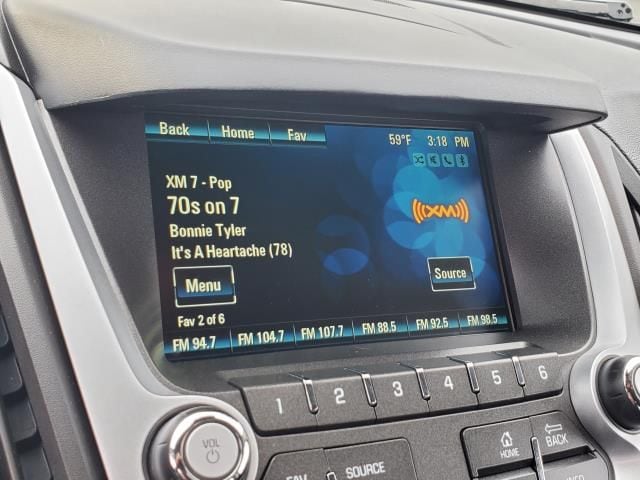 Back Home Fav 59°F 3:18 PM
XM 7 - Pop
70s on 7
((XM))
Bonnie Tyler
It's A Heartache (78)
Menu Source
Fav 2 of 6
FM 94.7 FM 104.7 FM 107.7 FM 88.5 FM 92.5 FM 98.5
1 2 3 4 5 6
VOL HOME BACK
FAV SOURCE INFO